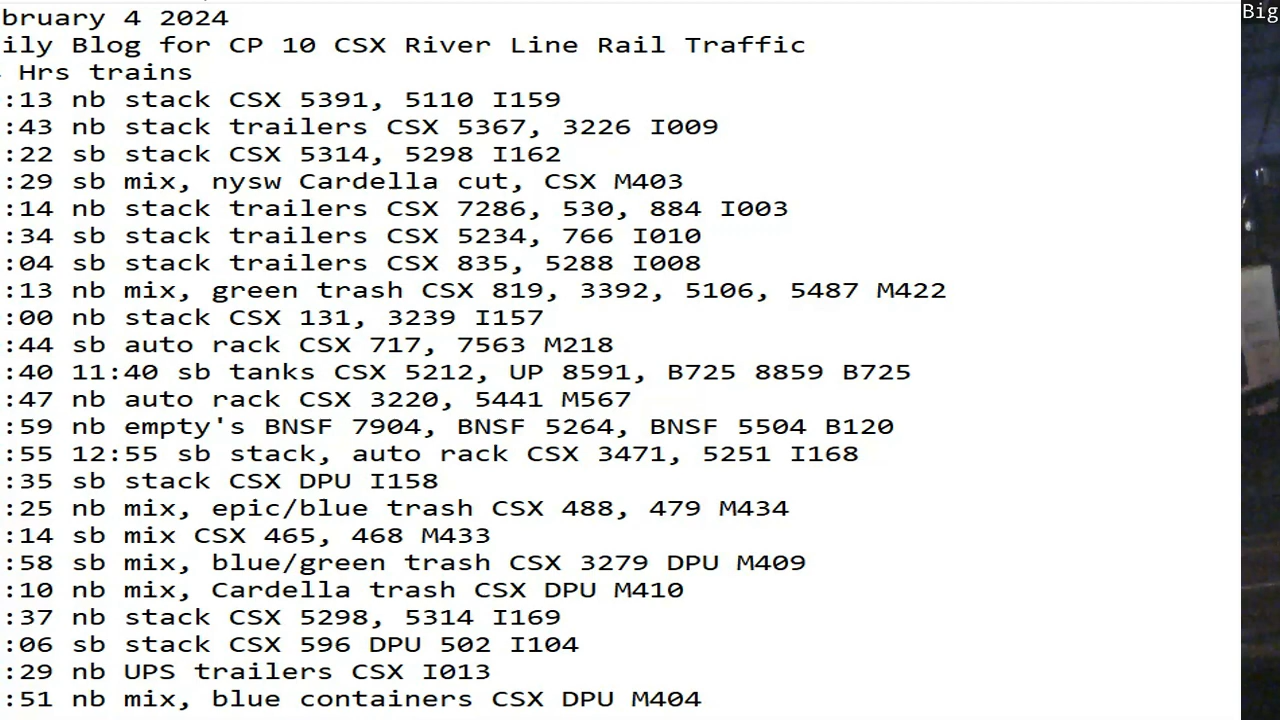 bruary 4 2024
ily Blog for CP 10 CSX River Line Rail Traffic
Hrs trains
:13 nb stack CSX 5391, 5110 I159
:43 nb stack trailers CSX 5367, 3226 I009
:22 sb stack CSX 5314, 5298 I162
:29 sb mix, nysw Cardella cut, CSX M403
:14 nb stack trailers CSX 7286, 530, 884 I003
:34 sb stack trailers CSX 5234, 766 I010
:04 sb stack trailers CSX 835, 5288 I008
:13 nb mix, green trash CSX 819, 3392, 5106, 5487 M422
:00 nb stack CSX 131, 3239 I157
:44 sb auto rack CSX 717, 7563 M218
:40 11:40 sb tanks CSX 5212, UP 8591, B725 8859 B725
:47 nb auto rack CSX 3220, 5441 M567
:59 nb empty's BNSF 7904, BNSF 5264, BNSF 5504 B120
:55 12:55 sb stack, auto rack CSX 3471, 5251 I168
:35 sb stack CSX DPU I158
:25 nb mix, epic/blue trash CSX 488, 479 M434
:14 sb mix CSX 465, 468 M433
:58 sb mix, blue/green trash CSX 3279 DPU M409
:10 nb mix, Cardella trash CSX DPU M410
:37 nb stack CSX 5298, 5314 I169
:06 sb stack CSX 596 DPU 502 I104
:29 nb UPS trailers CSX I013
:51 nb mix, blue containers CSX DPU M404
Big